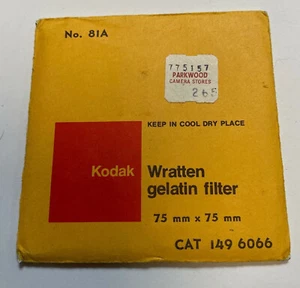 No. 81A
775157
PARKWOOD
CAMERA STORES
265
KEEP IN COOL DRY PLACE
Kodak
Wratten
gelatin filter
75 mm x 75 mm
CAT 149 6066